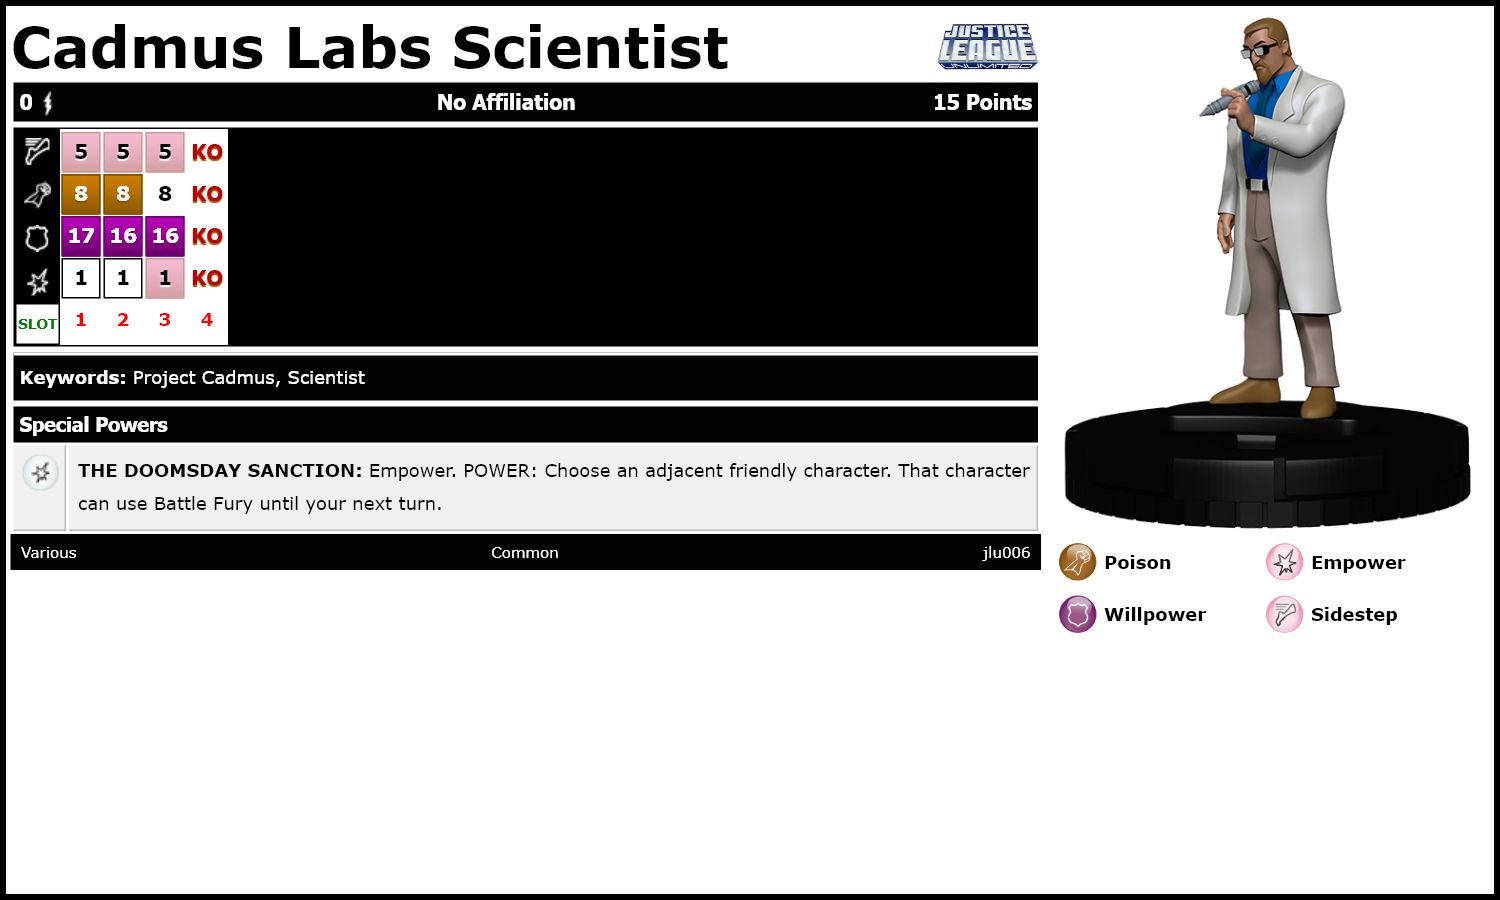 Cadmus Labs Scientist
JUSTICE
LEAGUE
UNLIMITED
0 No Affiliation 15 Points
5 5 5 KO
8 8 8 KO
17 16 16 KO
1 1 1 KO
SLOT 1 2 3 4
Keywords: Project Cadmus, Scientist
Special Powers
THE DOOMSDAY SANCTION: Empower. POWER: Choose an adjacent friendly character. That character
can use Battle Fury until your next turn.
Various Common jlu006
Poison Empower
Willpower Sidestep